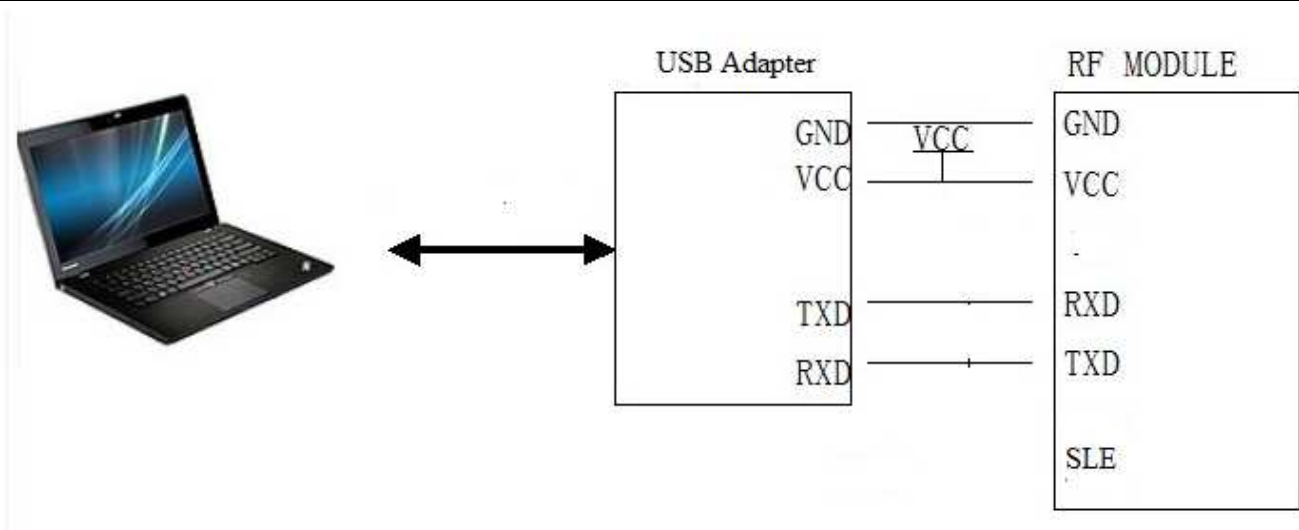 USB Adapter
RF MODULE
GND
VCC
VCC
TXD
RXD
GND
VCC
RXD
TXD
SLE